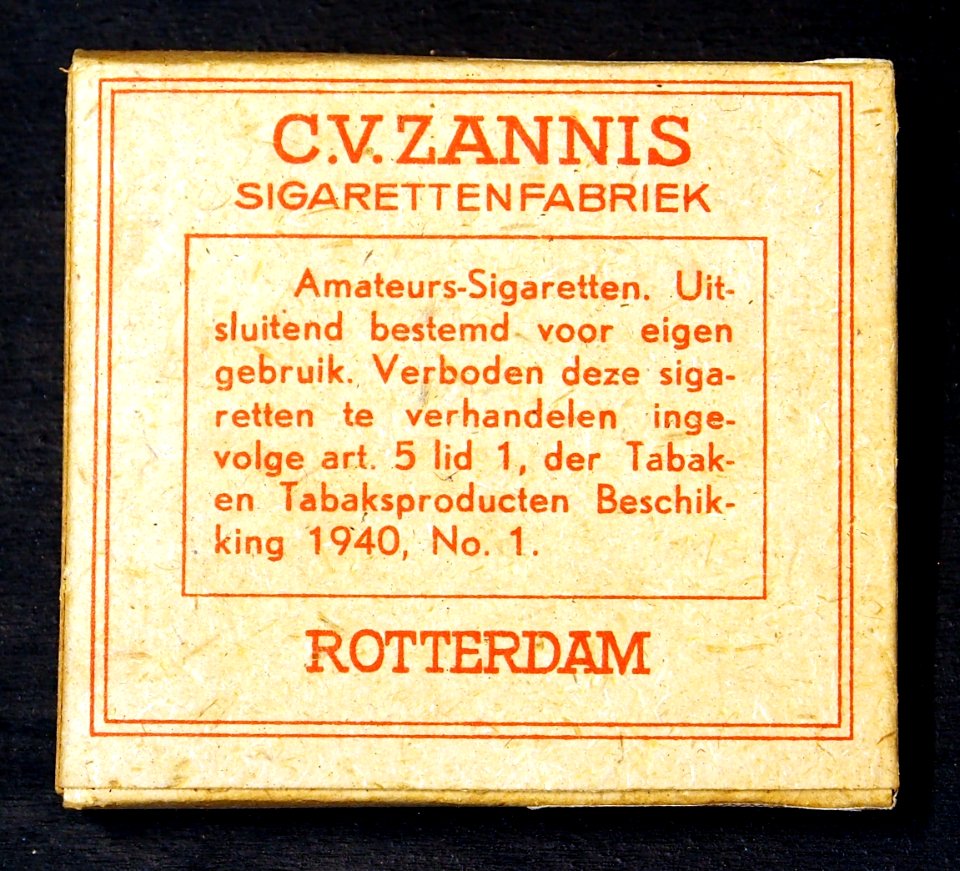 C.V. ZANNIS
SIGARETTENFABRIEK
Amateurs-Sigaretten. Uit-
sluitend bestemd voor eigen
gebruik. Verboden deze siga-
retten te verhandelen inge-
volge art. 5 lid 1, der Tabak-
en Tabaksproducten Beschik-
king 1940, No. 1.
ROTTERDAM